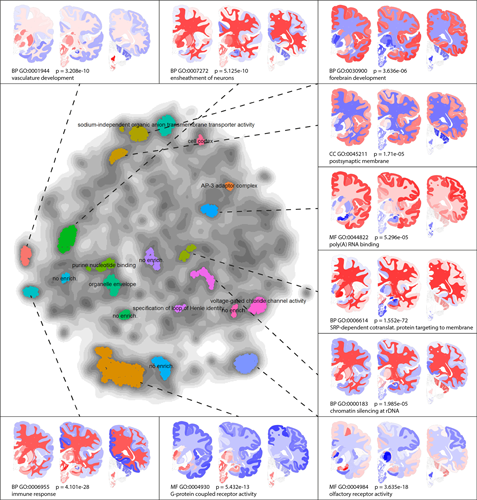 BP GO:0001944 p = 3.208e-10
vasculature development
BP GO:0007272 p = 5.125e-10
ensheathment of neurons
BP GO:0030900 p = 3.636e-06
forebrain development
sodium-independent organic anion transmembrane transporter activity
cell cortex
CC GO:0045211 p = 1.71e-05
postsynaptic membrane
AP-3 adaptor complex
MF GO:0044822 p = 5.296e-05
poly(A) RNA binding
no enrich
purine nucleotide binding
no enrich
organelle envelope
voltage-gated chloride channel activity
specification of loop of Henle identity
no enrich
no enrich
BP GO:0006614 p = 1.552e-72
SRP-dependent cotranslat. protein targeting to membrane
no enrich
BP GO:0000183 p = 1.985e-05
chromatin silencing at rDNA
BP GO:0006955 p = 4.101e-28
immune response
MF GO:0004930 p = 5.432e-13
G-protein coupled receptor activity
MF GO:0004984 p = 3.635e-18
olfactory receptor activity